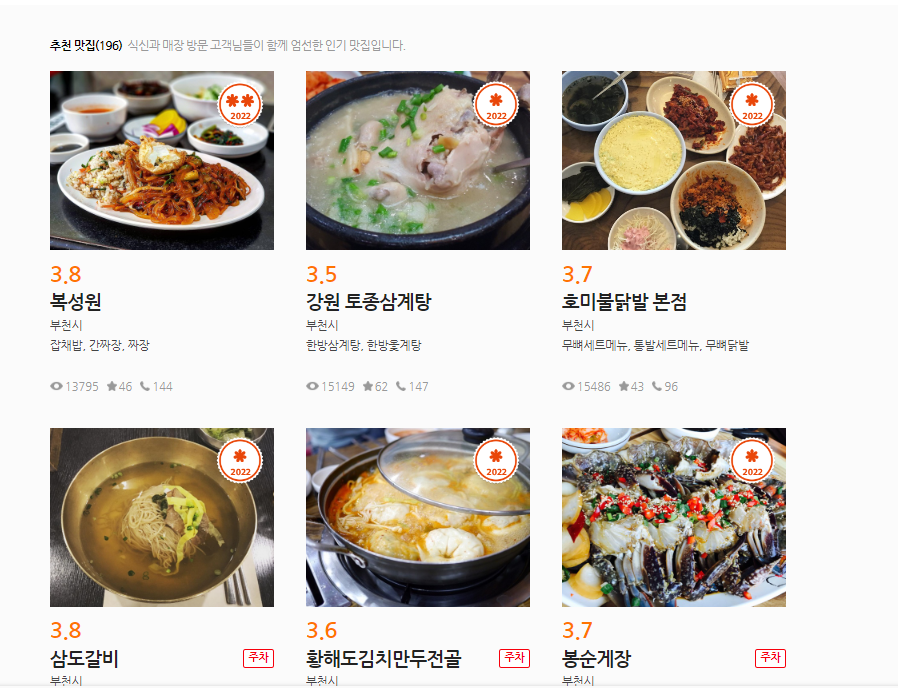 추천 맛집(196) 식신과 매장 방문 고객님들이 함께 엄선한 인기 맛집입니다.
2022
2022
2022
3.8
3.5
3.7
복성원
강원 토종삼계탕
호미불닭발 본점
부천시
부천시
부천시
잡채밥, 간짜장, 짜장
한방삼계탕, 한방옻계탕
무뼈세트메뉴, 통발세트메뉴, 무뼈닭발
13795 46 144
15149 62 147
15486 43 96
2022
2022
2022
3.8
3.6
3.7
삼도갈비 주차
황해도김치만두전골 주차
봉순게장 주차
부천시
부천시
부천시